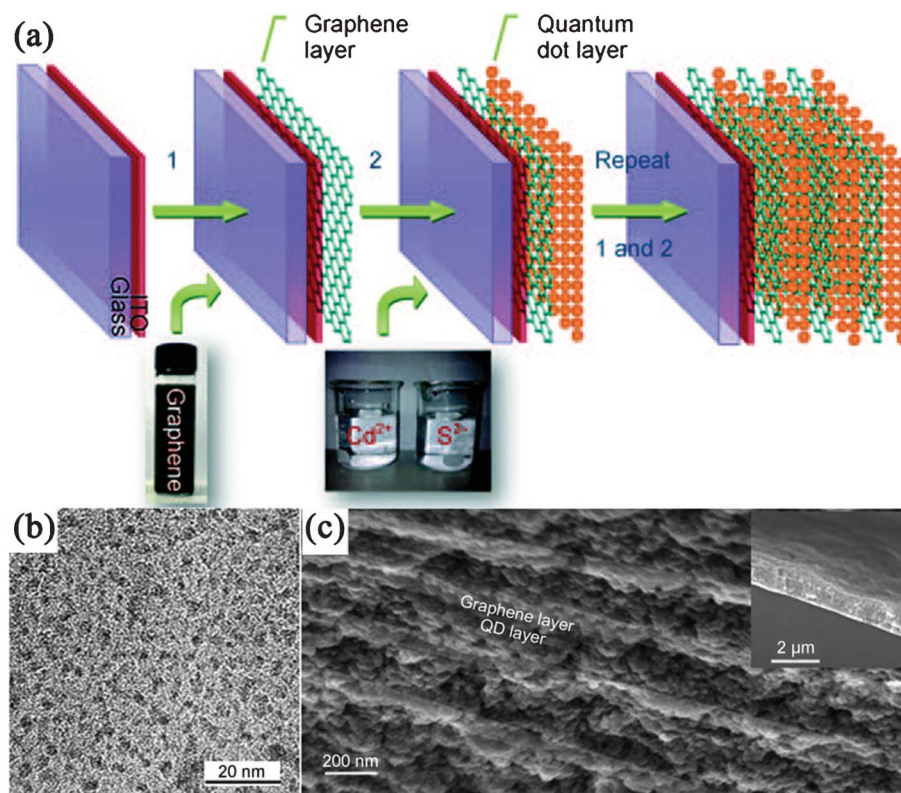 (a)
Graphene
layer
Quantum
dot layer
1
2
Repeat
1 and 2
Glass
ITO
Graphene
Cd²⁺
S²⁻
(b)
20 nm
(c)
Graphene layer
QD layer
200 nm
2 μm